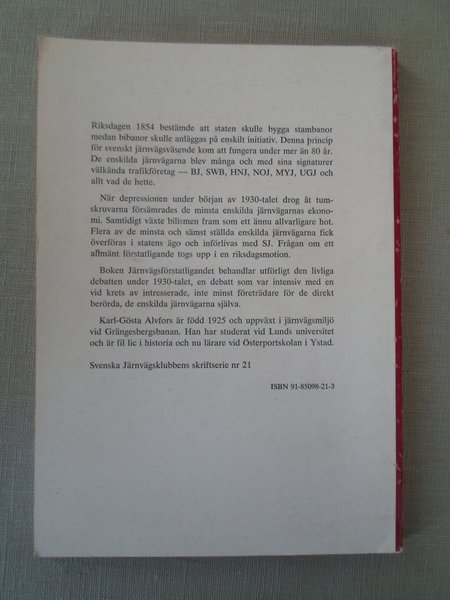 Riksdagen 1854 bestämde att staten skulle bygga stambanor
medan bibanor skulle anläggas på enskilt initiativ. Denna princip
för svenskt järnvägsväsende kom att fungera under mer än 80 år.
De enskilda järnvägarna blev många och med sina signaturer
välkända trafikföretag — BJ, SWB, HNJ, NOJ, MYJ, UGJ och
allt vad de hette.
När depressionen under början av 1930-talet drog åt tum-
skruvarna försämrades de minsta enskilda järnvägarnas ekono-
mi. Samtidigt växte bilismen fram som ett ännu allvarligare hot.
Flera av de minsta och sämst ställda enskilda järnvägarna fick
överföras i statens ägo och införlivas med SJ. Frågan om ett
allmänt förstatligande togs upp i en riksdagsmotion.
Boken Järnvägsförstatligandet behandlar utförligt den livliga
debatten under 1930-talet, en debatt som var intensiv med en
vid krets av intresserade, inte minst företrädare för de direkt
berörda, de enskilda järnvägarna själva.
Karl-Gösta Alvfors är född 1925 och uppväxt i järnvägsmiljö
vid Grängesbergsbanan. Han har studerat vid Lunds universitet
och är fil lic i historia och nu lärare vid Österportskolan i Ystad.
Svenska Järnvägsklubbens skriftserie nr 21
ISBN 91-85098-21-3